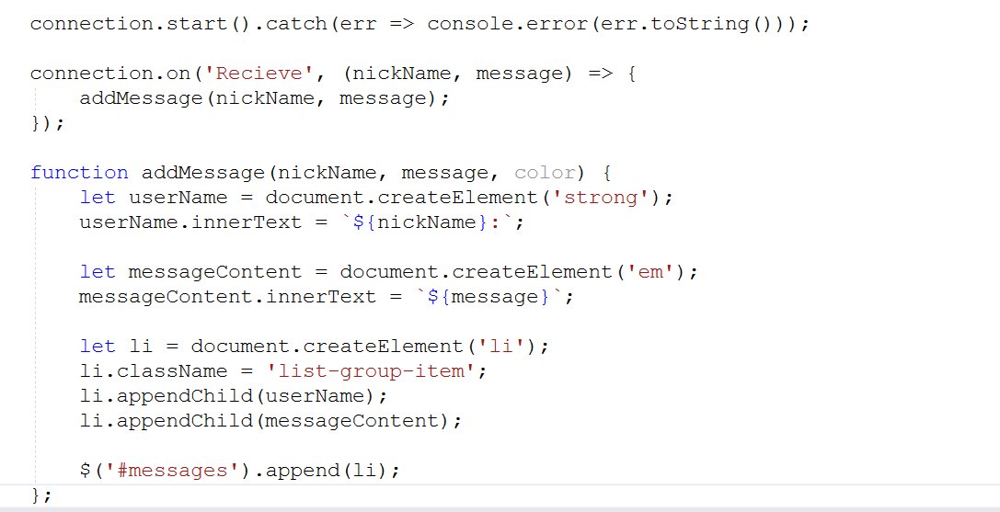 connection.start().catch(err => console.error(err.toString()));
connection.on('Recieve', (nickName, message) => {
addMessage(nickName, message);
});
function addMessage(nickName, message, color) {
let userName = document.createElement('strong');
userName.innerText = `${nickName}:`;
let messageContent = document.createElement('em');
messageContent.innerText = `${message}`;
let li = document.createElement('li');
li.className = 'list-group-item';
li.appendChild(userName);
li.appendChild(messageContent);
$('#messages').append(li);
};